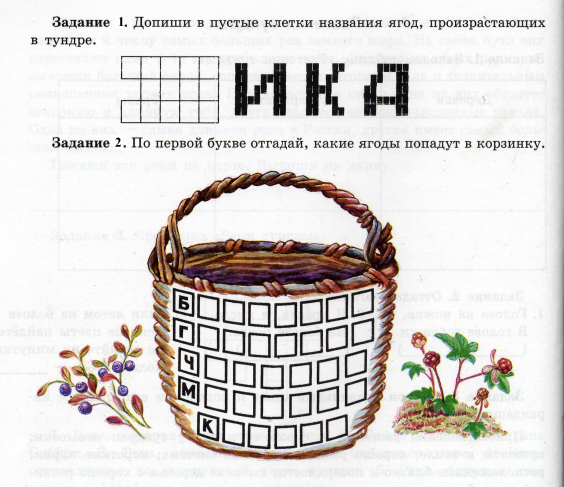 Задание 1. Допиши в пустые клетки названия ягод, произрастающих
в тундре.
ИКА
Задание 2. По первой букве отгадай, какие ягоды попадут в корзинку.
Б
Г
Ч
М
К